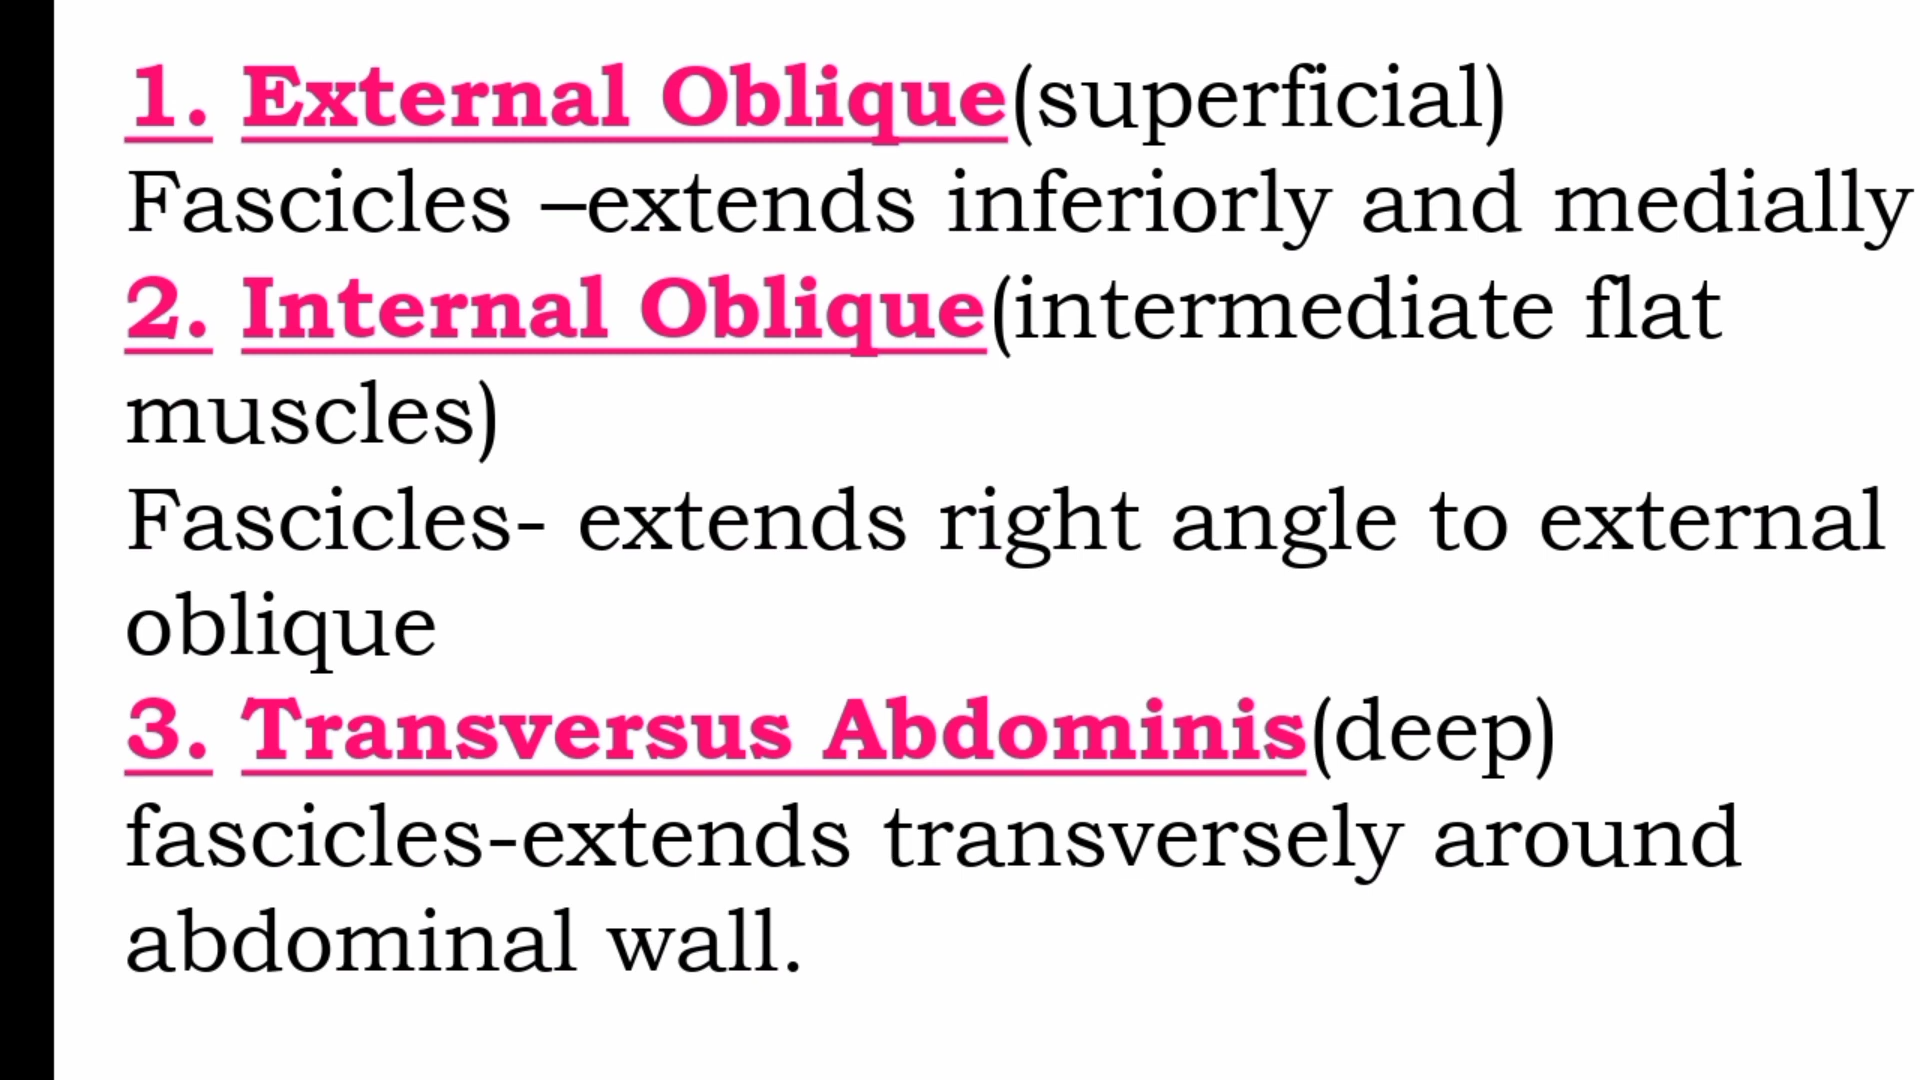 1. External Oblique(superficial)
Fascicles –extends inferiorly and medially
2. Internal Oblique(intermediate flat
muscles)
Fascicles- extends right angle to external
oblique
3. Transversus Abdominis(deep)
fascicles-extends transversely around
abdominal wall.